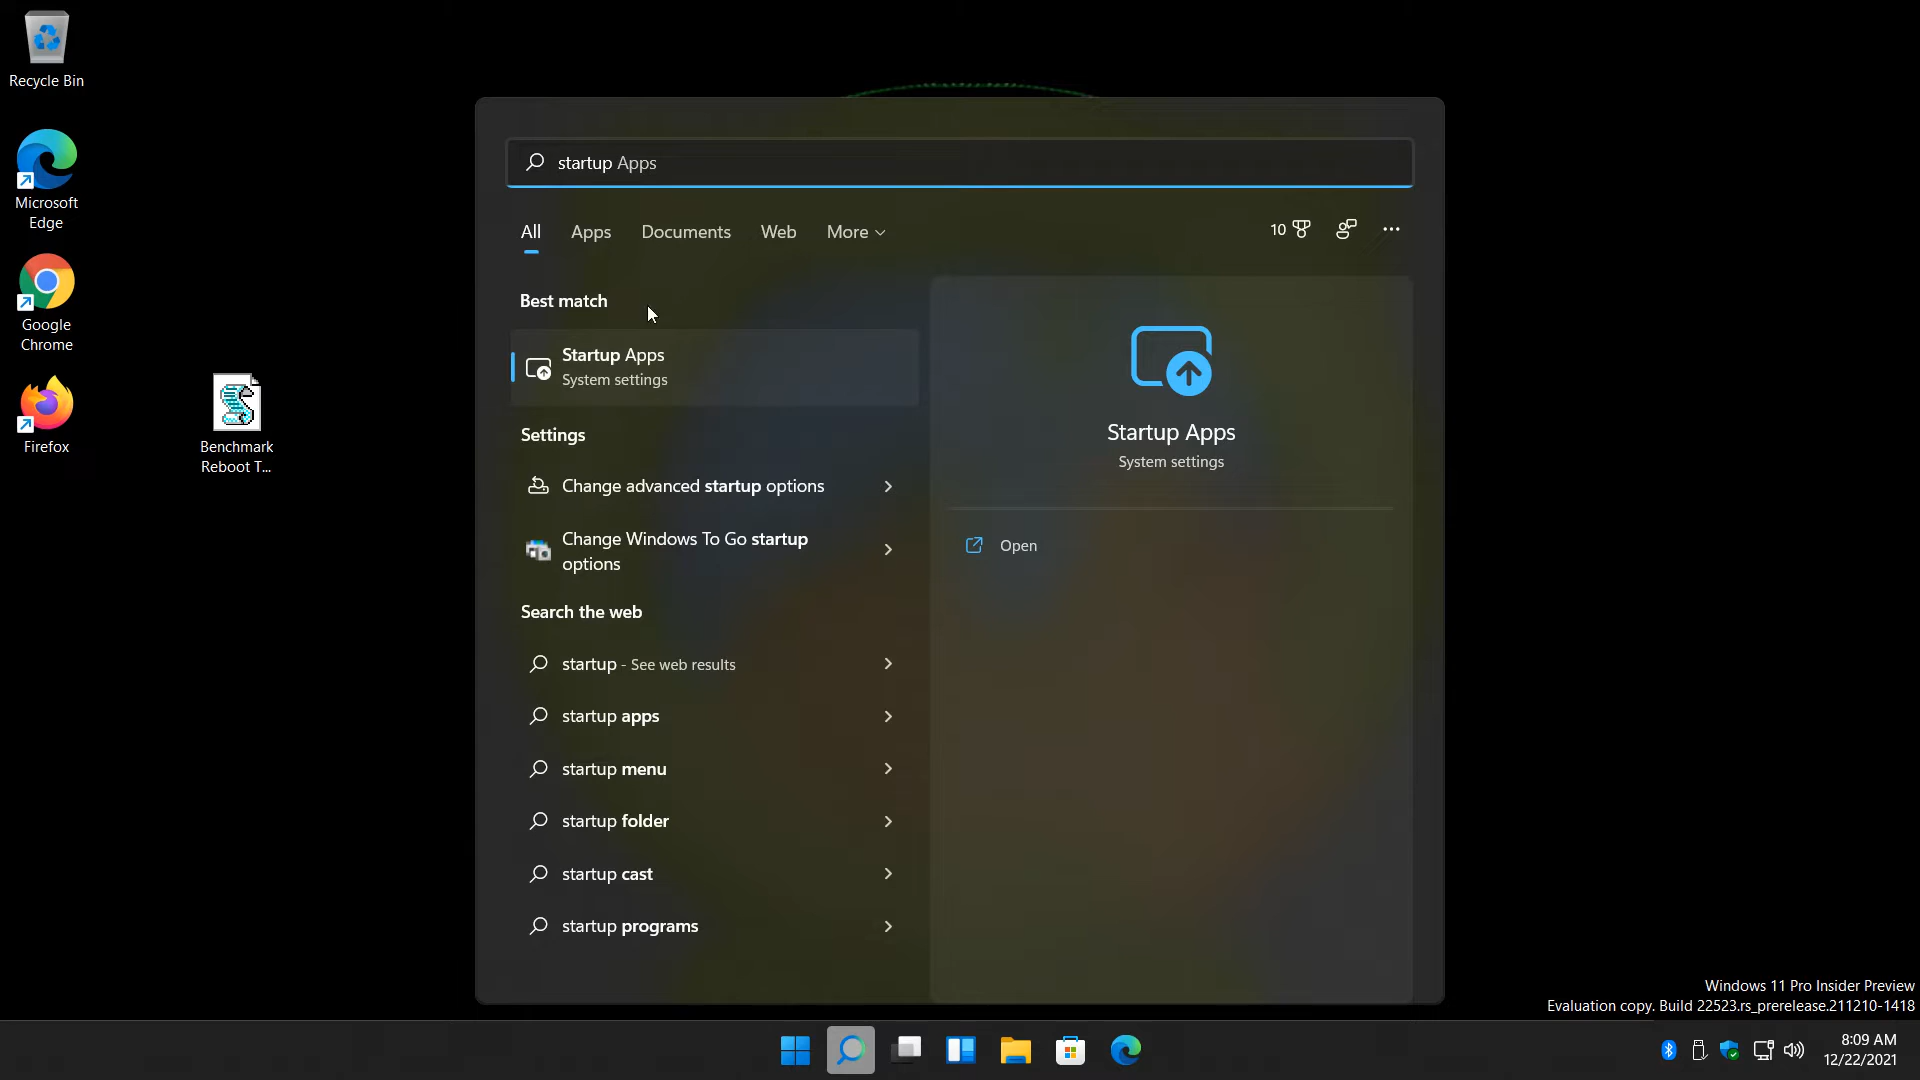 Recycle Bin
Microsoft
Edge
Google
Chrome
Firefox
Benchmark
Reboot T...
startup Apps
All Apps Documents Web More
10
Best match
Startup Apps
System settings
Settings
Change advanced startup options
Change Windows To Go startup
options
Search the web
startup - See web results
startup apps
startup menu
startup folder
startup cast
startup programs
Startup Apps
System settings
Open
Windows 11 Pro Insider Preview
Evaluation copy. Build 22523.rs_prerelease.211210-1418
8:09 AM
12/22/2021